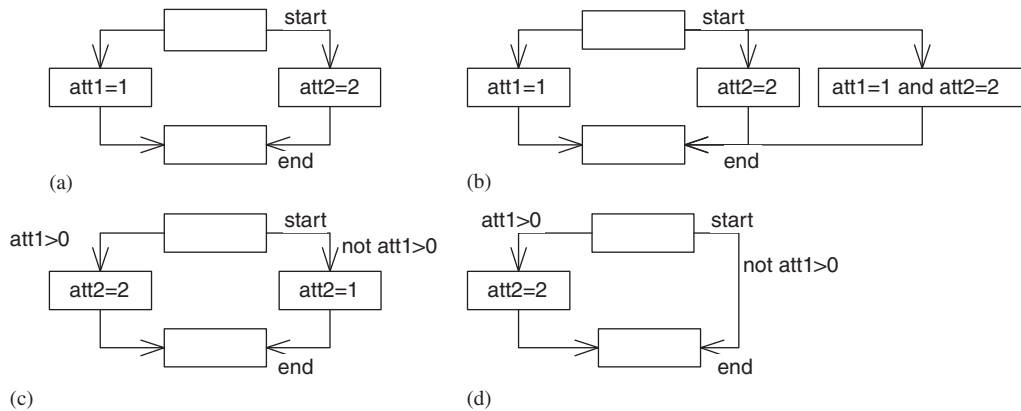 start
att1=1
att2=2
end
(a)
start
att1=1
att2=2
att1=1 and att2=2
end
(b)
start
att1>0
not att1>0
att2=2
att2=1
end
(c)
att1>0
start
not att1>0
att2=2
end
(d)